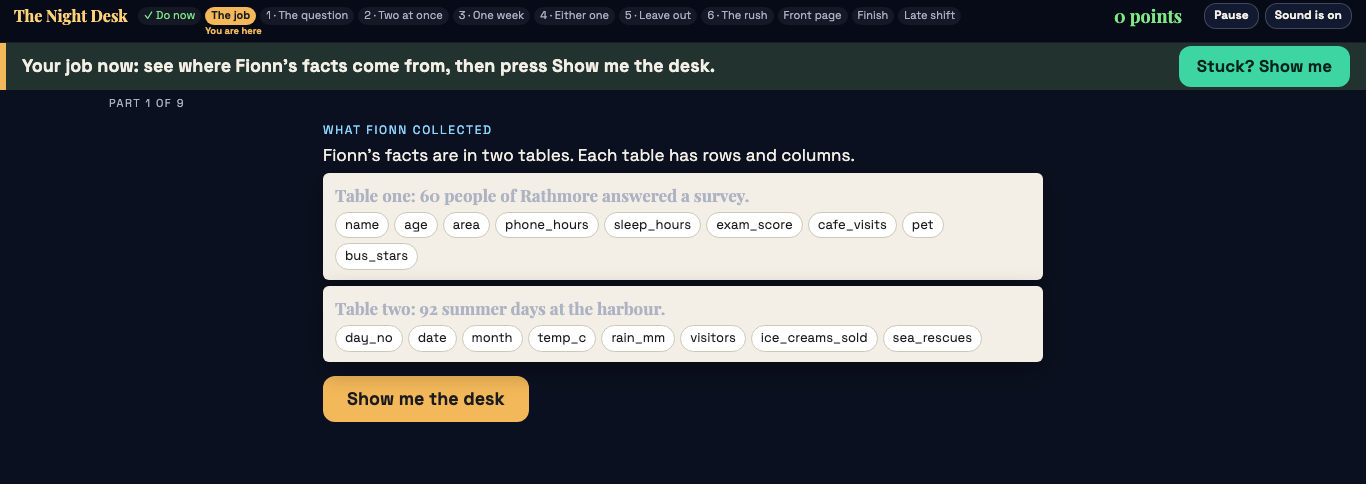 The Night Desk
✓ Do now
The job
1 · The question
2 · Two at once
3 · One week
4 · Either one
5 · Leave out
6 · The rush
Front page
Finish
Late shift
0 points
Pause
Sound is on
You are here
Your job now: see where Fionn's facts come from, then press Show me the desk.
Stuck? Show me
PART 1 OF 9
WHAT FIONN COLLECTED
Fionn's facts are in two tables. Each table has rows and columns.
Table one: 60 people of Rathmore answered a survey.
name age area phone_hours sleep_hours exam_score cafe_visits pet
bus_stars
Table two: 92 summer days at the harbour.
day_no date month temp_c rain_mm visitors ice_creams_sold sea_rescues
Show me the desk